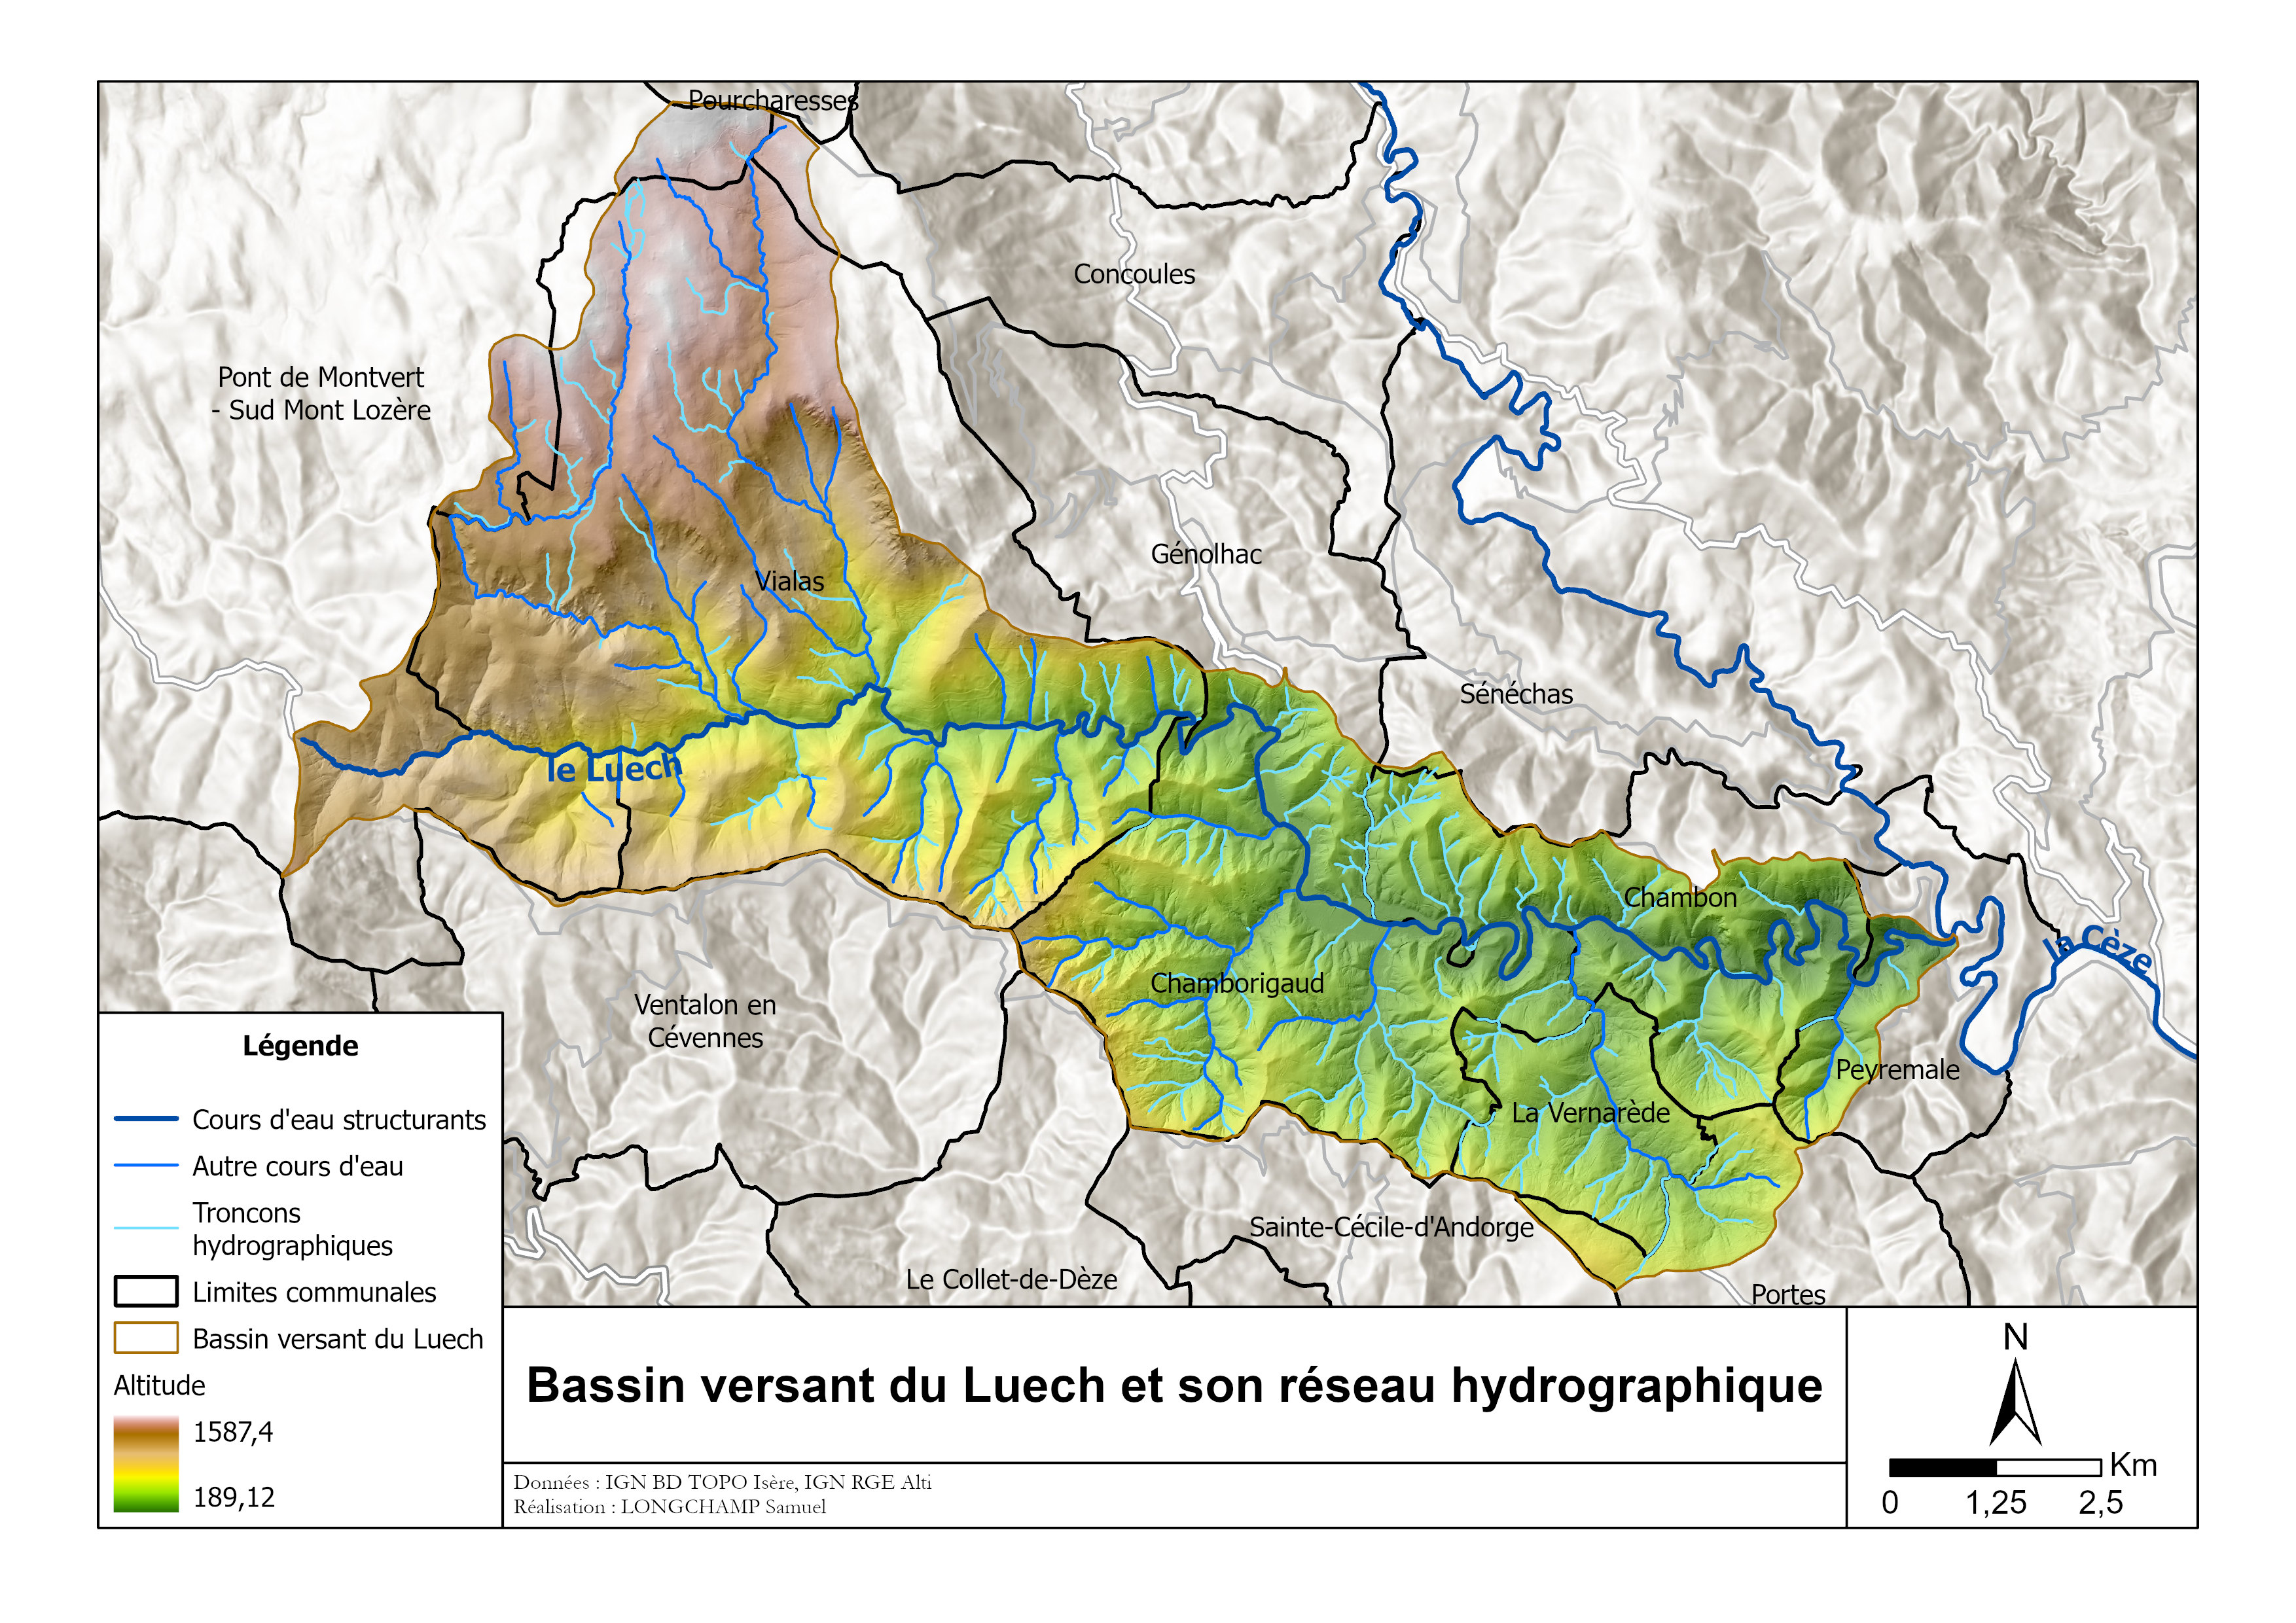 Pourcharesses
Concoules
Pont de Montvert
- Sud Mont Lozère
Génolhac
Vialas
Sénéchas
le Luech
Chambon
la Cèze
Chamborigaud
Ventalon en
Cévennes
Peyremale
La Vernarède
Sainte-Cécile-d'Andorge
Le Collet-de-Dèze
Portes
Légende
Cours d'eau structurants
Autre cours d'eau
Troncons
hydrographiques
Limites communales
Bassin versant du Luech
Altitude
1587,4
189,12
Bassin versant du Luech et son réseau hydrographique
Données : IGN BD TOPO Isère, IGN RGE Alti
Réalisation : LONGCHAMP Samuel
N
Km
0 1,25 2,5